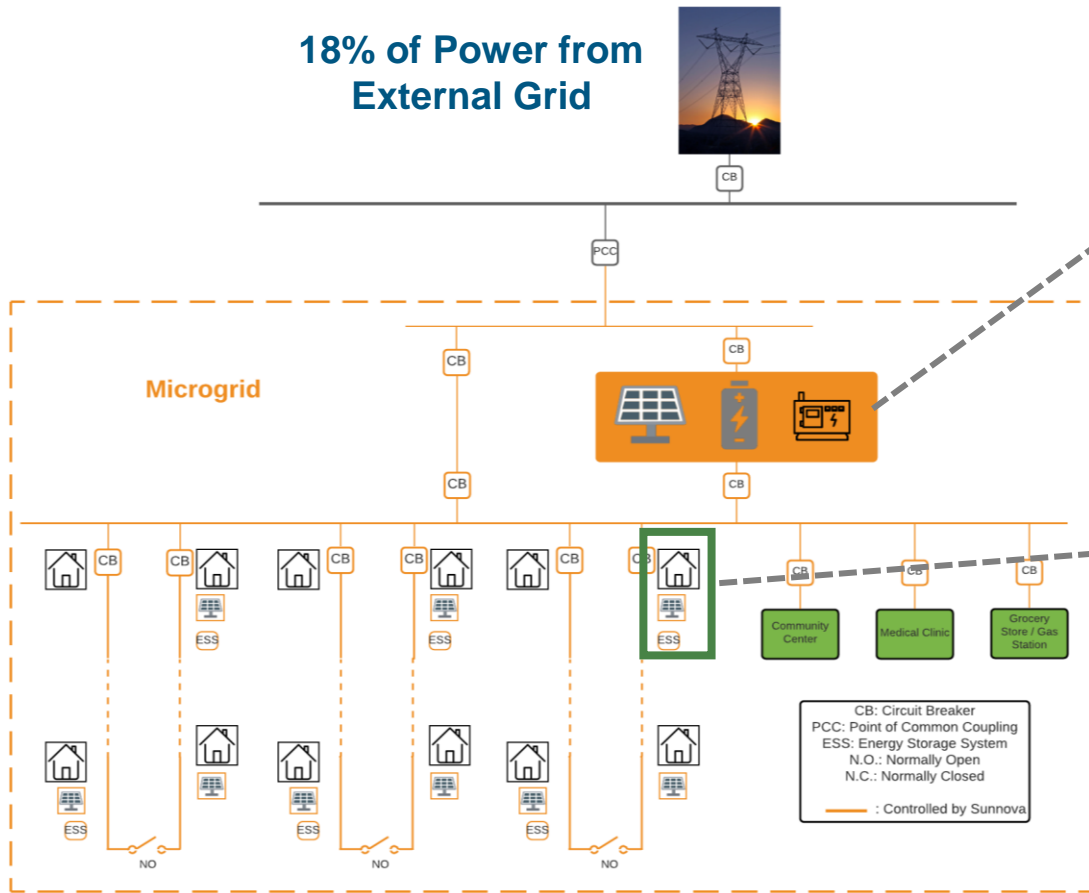 18% of Power from
External Grid
CB
PCC
CB
CB
Microgrid
CB
CB
CB
CB
CB
CB
CB
CB
CB
CB
CB
ESS
ESS
ESS
Community
Center
Medical Clinic
Grocery
Store / Gas
Station
CB: Circuit Breaker
PCC: Point of Common Coupling
ESS: Energy Storage System
N.O.: Normally Open
N.C.: Normally Closed
: Controlled by Sunnova
ESS
ESS
ESS
NO
NO
NO